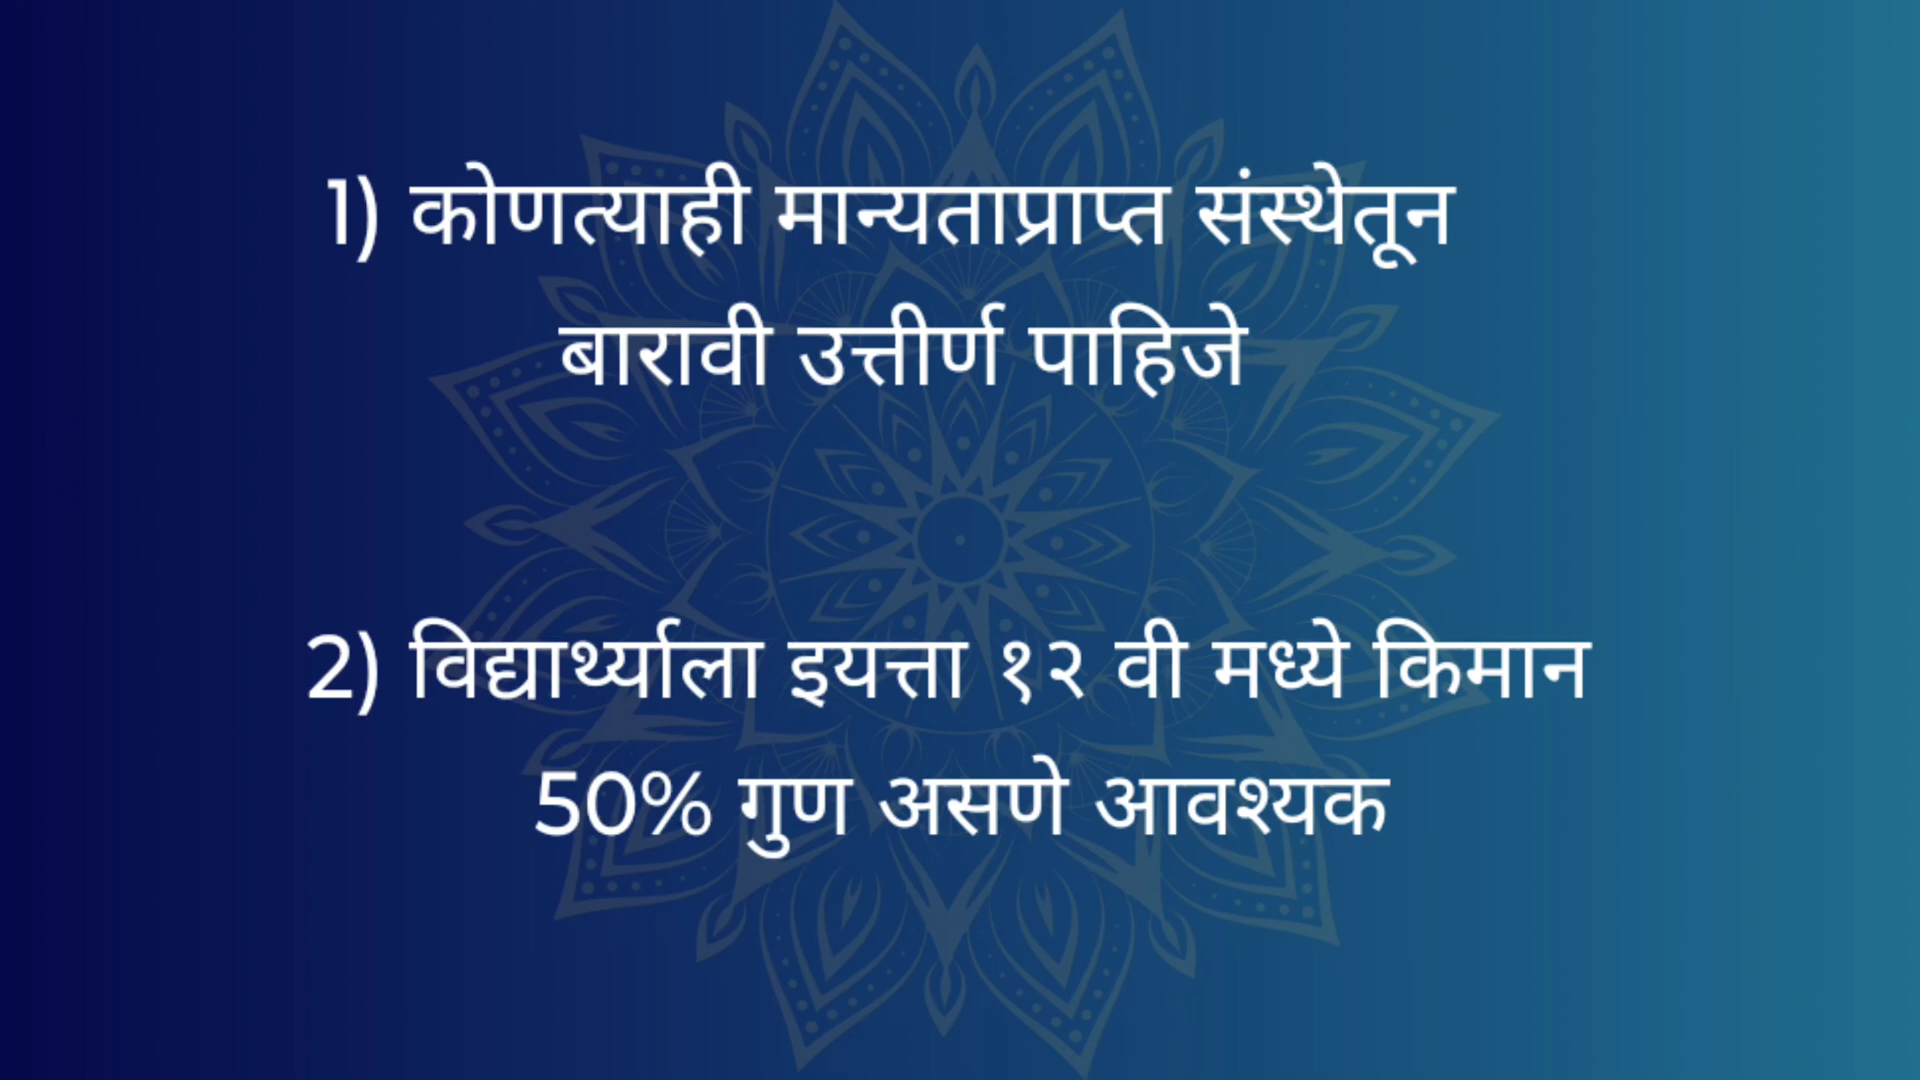 1) कोणत्याही मान्यताप्राप्त संस्थेतून
बारावी उत्तीर्ण पाहिजे
2) विद्यार्थ्याला इयत्ता १२ वी मध्ये किमान
50% गुण असणे आवश्यक